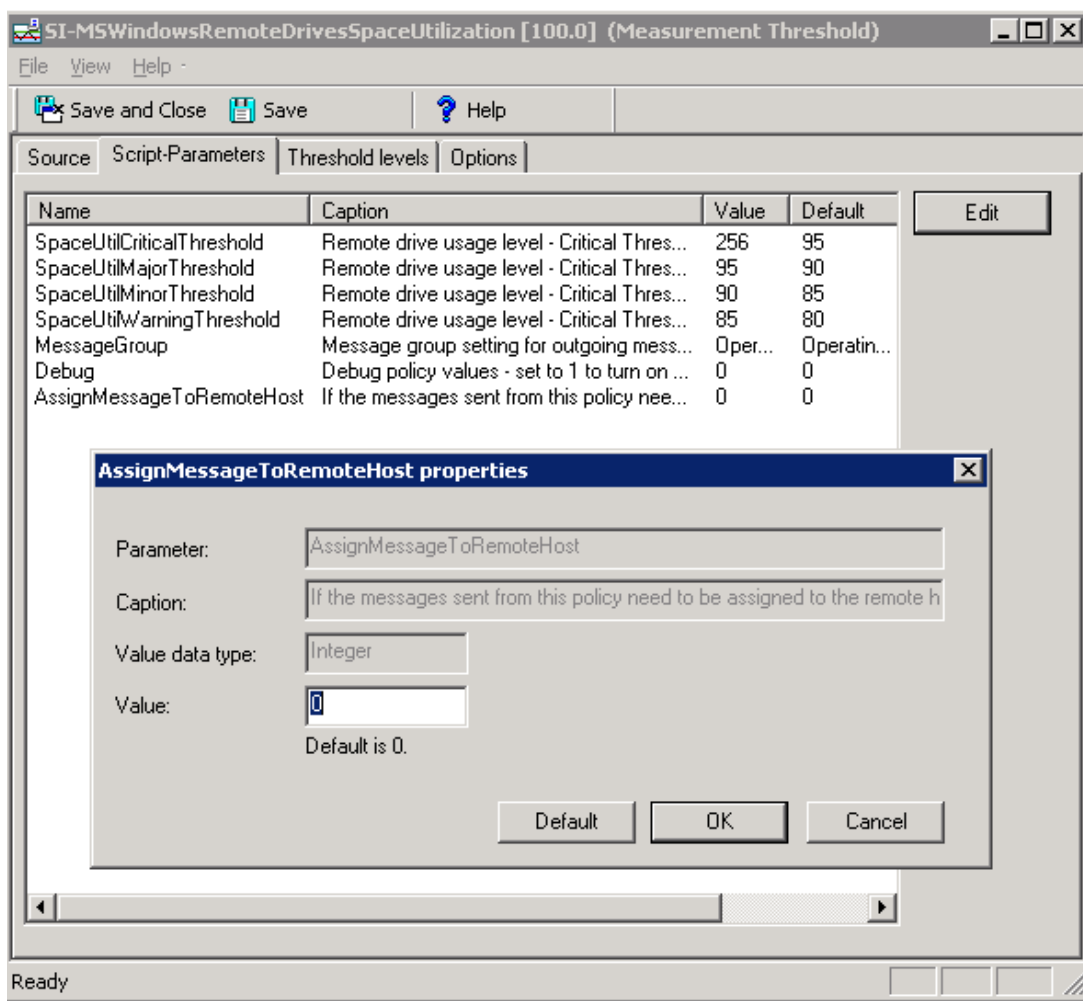 SI-MSWindowsRemoteDrivesSpaceUtilization [100.0] (Measurement Threshold)
File View Help
Save and Close Save Help
Source Script-Parameters Threshold levels Options
Name Caption Value Default Edit
SpaceUtilCriticalThreshold Remote drive usage level - Critical Thres... 256 95
SpaceUtilMajorThreshold Remote drive usage level - Critical Thres... 95 90
SpaceUtilMinorThreshold Remote drive usage level - Critical Thres... 90 85
SpaceUtilWarningThreshold Remote drive usage level - Critical Thres... 85 80
MessageGroup Message group setting for outgoing mess... Oper... Operatin...
Debug Debug policy values - set to 1 to turn on ... 0 0
AssignMessageToRemoteHost If the messages sent from this policy nee... 0 0
AssignMessageToRemoteHost properties
Parameter: AssignMessageToRemoteHost
Caption: If the messages sent from this policy need to be assigned to the remote h
Value data type: Integer
Value: 0
Default is 0.
Default OK Cancel
Ready